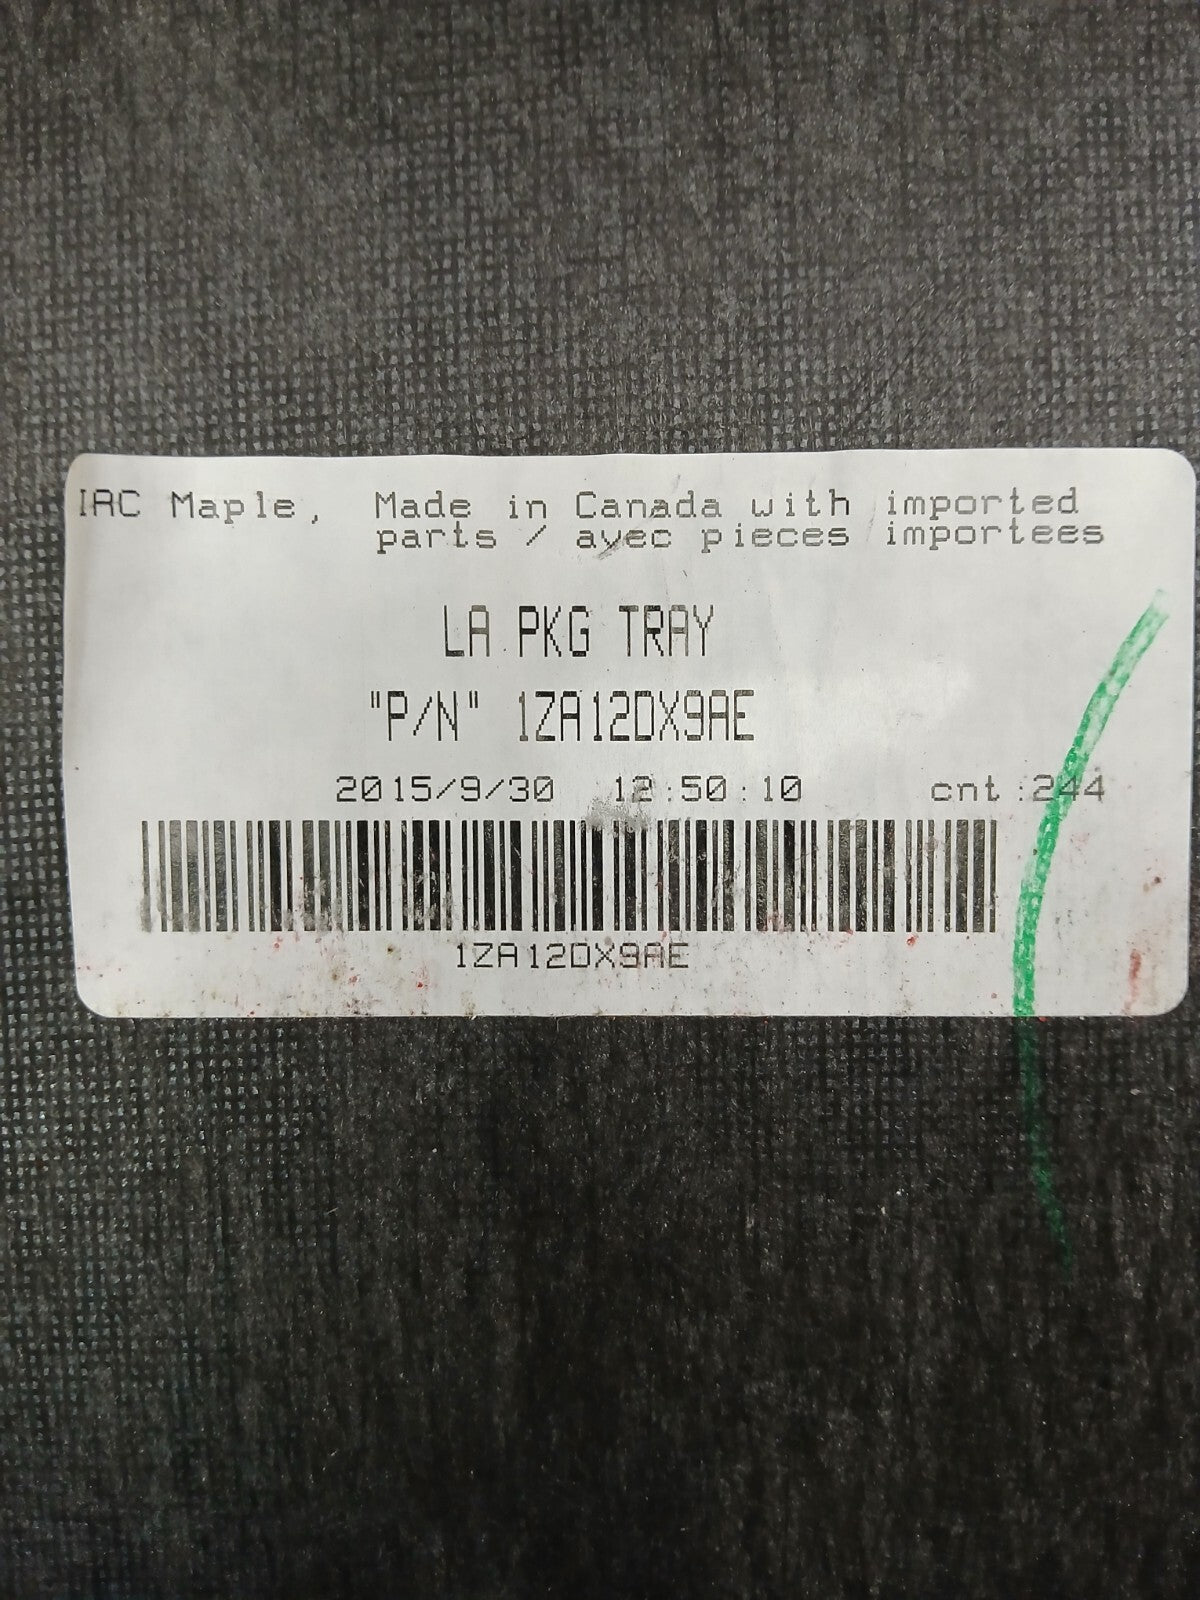 IAC Maple, Made in Canada with imported
parts / avec pieces importees
LA PKG TRAY
"P/N" 1ZA12DX9AE
2015/9/30 12:50:10 cnt:244
1ZA12DX9AE